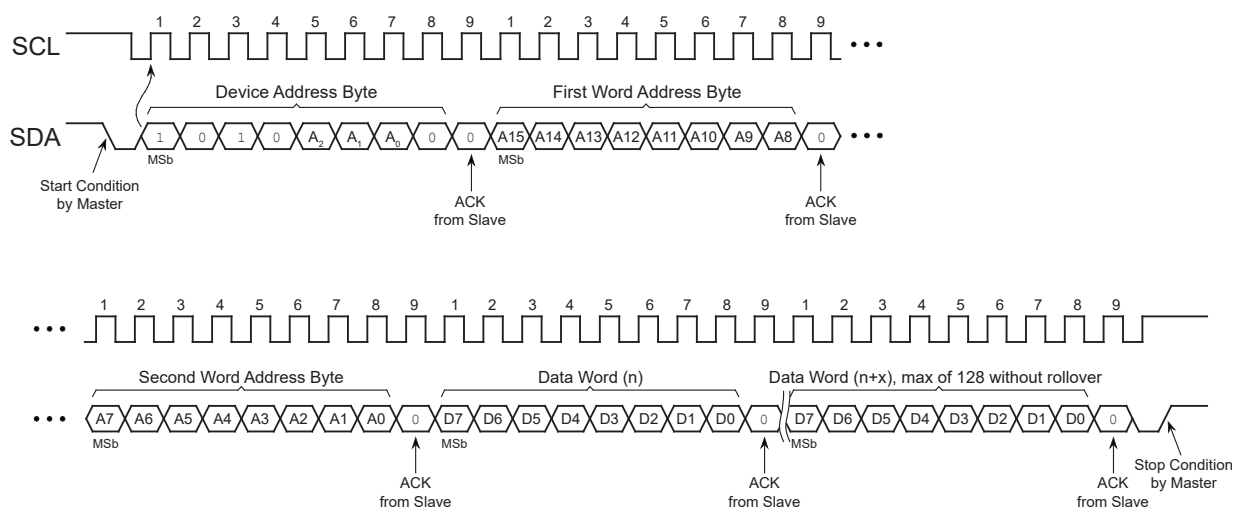 1 2 3 4 5 6 7 8 9 1 2 3 4 5 6 7 8 9
SCL
Device Address Byte First Word Address Byte
SDA 1 0 1 0 A2 A1 A0 0 0 A15 A14 A13 A12 A11 A10 A9 A8 0
MSb MSb
Start Condition
by Master
ACK
from Slave
ACK
from Slave
1 2 3 4 5 6 7 8 9 1 2 3 4 5 6 7 8 9 1 2 3 4 5 6 7 8 9
Second Word Address Byte Data Word (n) Data Word (n+x), max of 128 without rollover
A7 A6 A5 A4 A3 A2 A1 A0 0 D7 D6 D5 D4 D3 D2 D1 D0 0 D7 D6 D5 D4 D3 D2 D1 D0 0
MSb MSb MSb
ACK
from Slave
ACK
from Slave
ACK
from Slave
Stop Condition
by Master